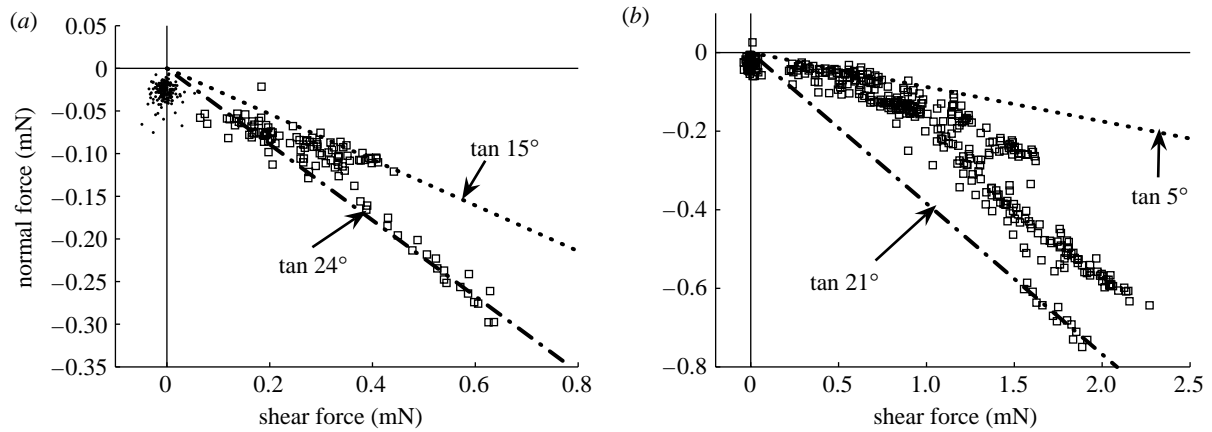 (a)
0.05
0
–0.05
–0.10
–0.15
–0.20
–0.25
–0.30
–0.35
normal force (mN)
tan 15°
tan 24°
0
0.2
0.4
0.6
0.8
shear force (mN)
(b)
0
–0.2
–0.4
–0.6
–0.8
tan 5°
tan 21°
0
0.5
1.0
1.5
2.0
2.5
shear force (mN)